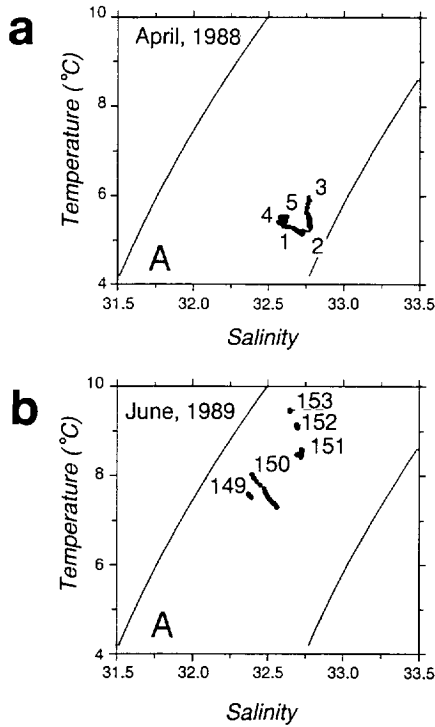 a
April, 1988
Temperature (°C)
10
8
6
4
3
5
4
1
2
A
31.5 32.0 32.5 33.0 33.5
Salinity
b
June, 1989
Temperature (°C)
10
8
6
4
153
152
151
150
149
A
31.5 32.0 32.5 33.0 33.5
Salinity